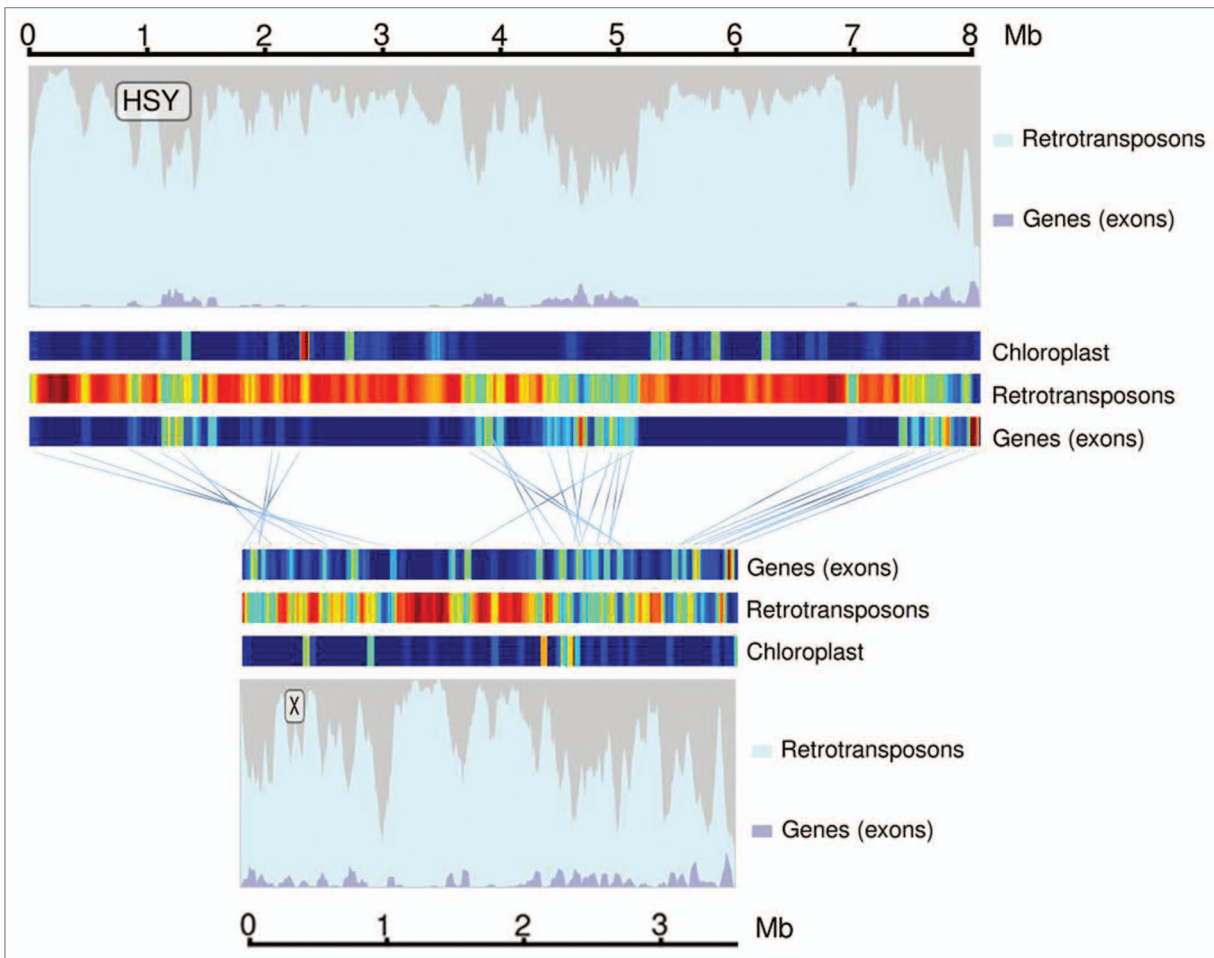 0 1 2 3 4 5 6 7 8 Mb
HSY
Retrotransposons
Genes (exons)
Chloroplast
Retrotransposons
Genes (exons)
Genes (exons)
Retrotransposons
Chloroplast
X
Retrotransposons
Genes (exons)
0 1 2 3 Mb